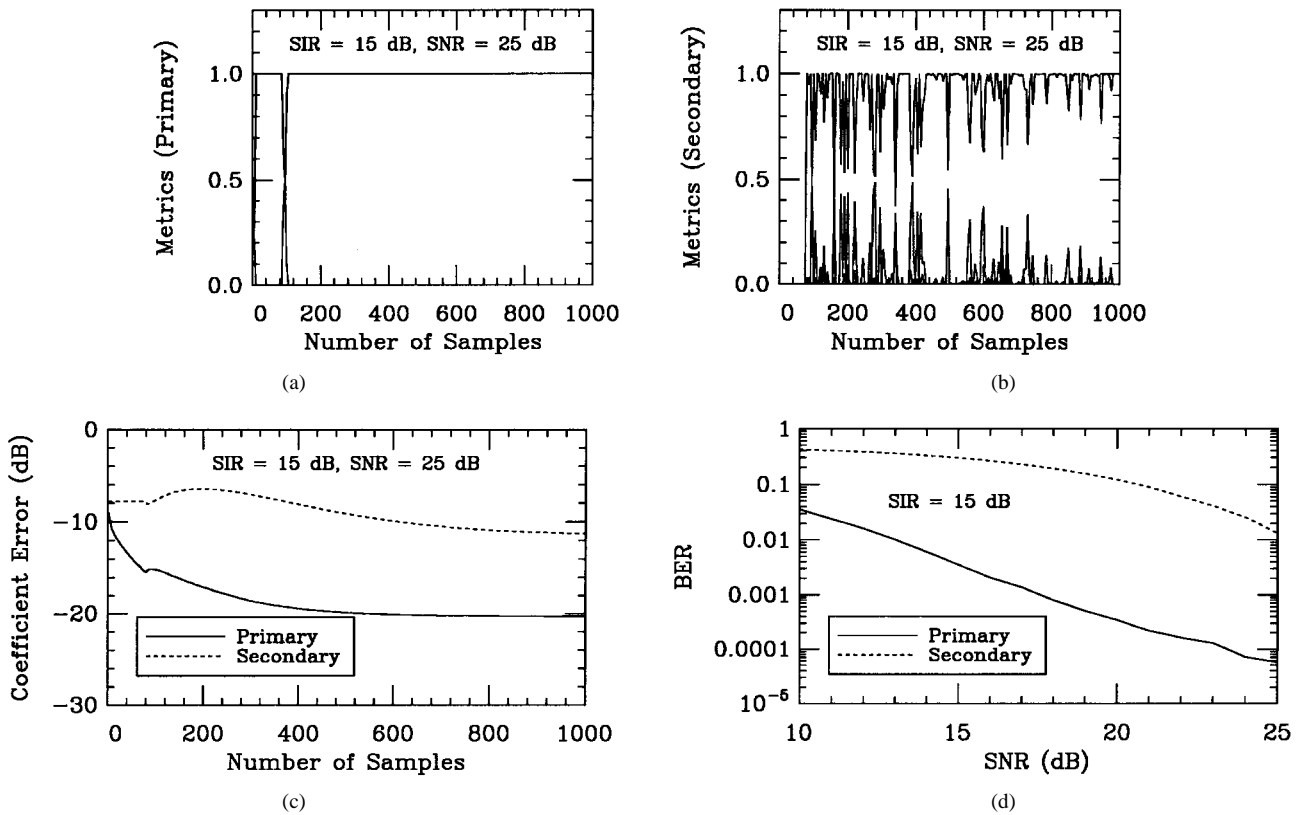 SIR = 15 dB, SNR = 25 dB
Metrics (Primary)
1.0
0.5
0.0
0 200 400 600 800 1000
Number of Samples
(a)
SIR = 15 dB, SNR = 25 dB
Metrics (Secondary)
1.0
0.5
0.0
0 200 400 600 800 1000
Number of Samples
(b)
SIR = 15 dB, SNR = 25 dB
Coefficient Error (dB)
0
-10
-20
-30
Primary
Secondary
0 200 400 600 800 1000
Number of Samples
(c)
SIR = 15 dB
BER
1
0.1
0.01
0.001
0.0001
10⁻⁵
Primary
Secondary
10 15 20 25
SNR (dB)
(d)